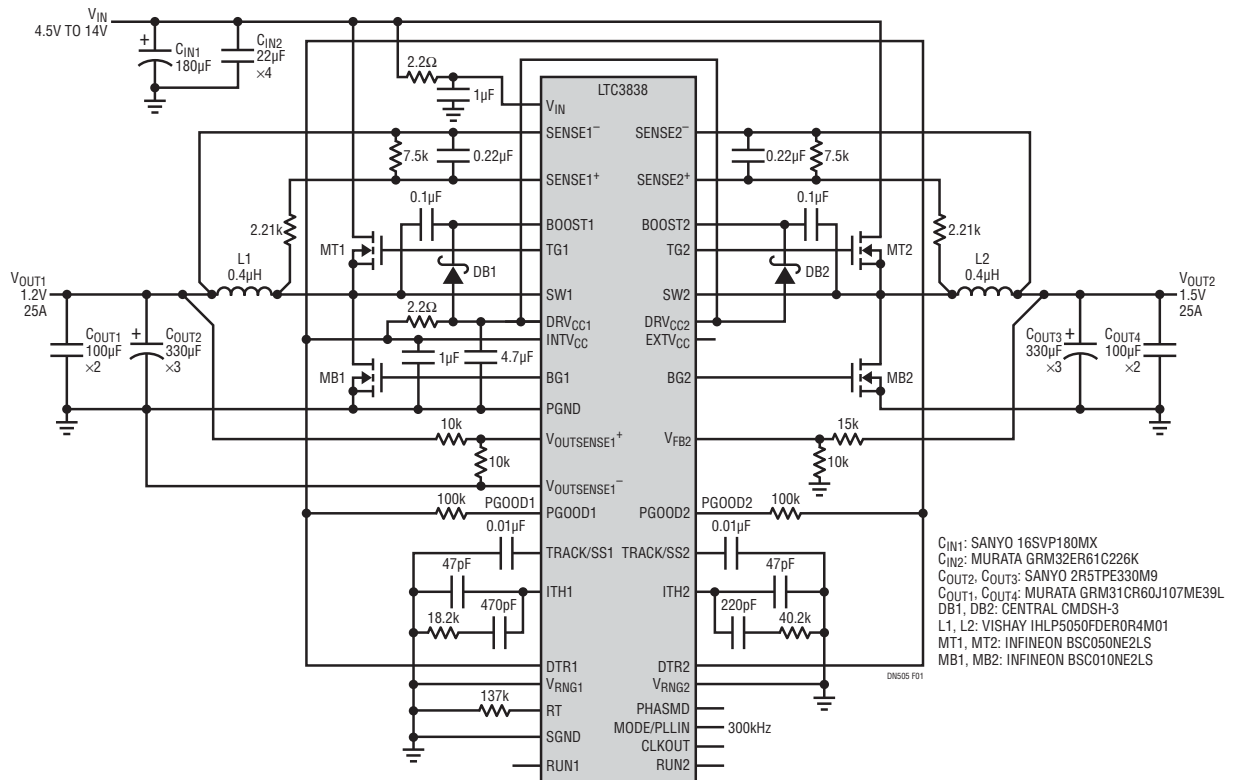 VIN
4.5V TO 14V
+
CIN1
180µF
CIN2
22µF
×4
2.2Ω
1µF
LTC3838
VIN
SENSE1–
SENSE2–
7.5k
0.22µF
0.22µF
7.5k
SENSE1+
SENSE2+
0.1µF
0.1µF
2.21k
BOOST1
BOOST2
2.21k
MT1
TG1
TG2
MT2
DB1
DB2
L1
0.4µH
L2
0.4µH
VOUT1
1.2V
25A
SW1
SW2
VOUT2
1.5V
25A
2.2Ω
DRVCC1
DRVCC2
INTVCC
EXTVCC
COUT1
100µF
×2
+
COUT2
330µF
×3
1µF
4.7µF
COUT3
330µF
×3
+
COUT4
100µF
×2
MB1
BG1
BG2
MB2
PGND
10k
VOUTSENSE1+
VFB2
15k
10k
10k
VOUTSENSE1–
100k
PGOOD1
PGOOD1
PGOOD2
PGOOD2
100k
0.01µF
0.01µF
TRACK/SS1
TRACK/SS2
47pF
47pF
ITH1
ITH2
18.2k
470pF
220pF
40.2k
DTR1
DTR2
VRNG1
VRNG2
137k
RT
PHASMD
MODE/PLLIN
300kHz
SGND
CLKOUT
RUN1
RUN2
CIN1: SANYO 16SVP180MX
CIN2: MURATA GRM32ER61C226K
COUT2, COUT3: SANYO 2R5TPE330M9
COUT1, COUT4: MURATA GRM31CR60J107ME39L
DB1, DB2: CENTRAL CMDSH-3
L1, L2: VISHAY IHLP5050FDER0R4M01
MT1, MT2: INFINEON BSC050NE2LS
MB1, MB2: INFINEON BSC010NE2LS
DN505 F01